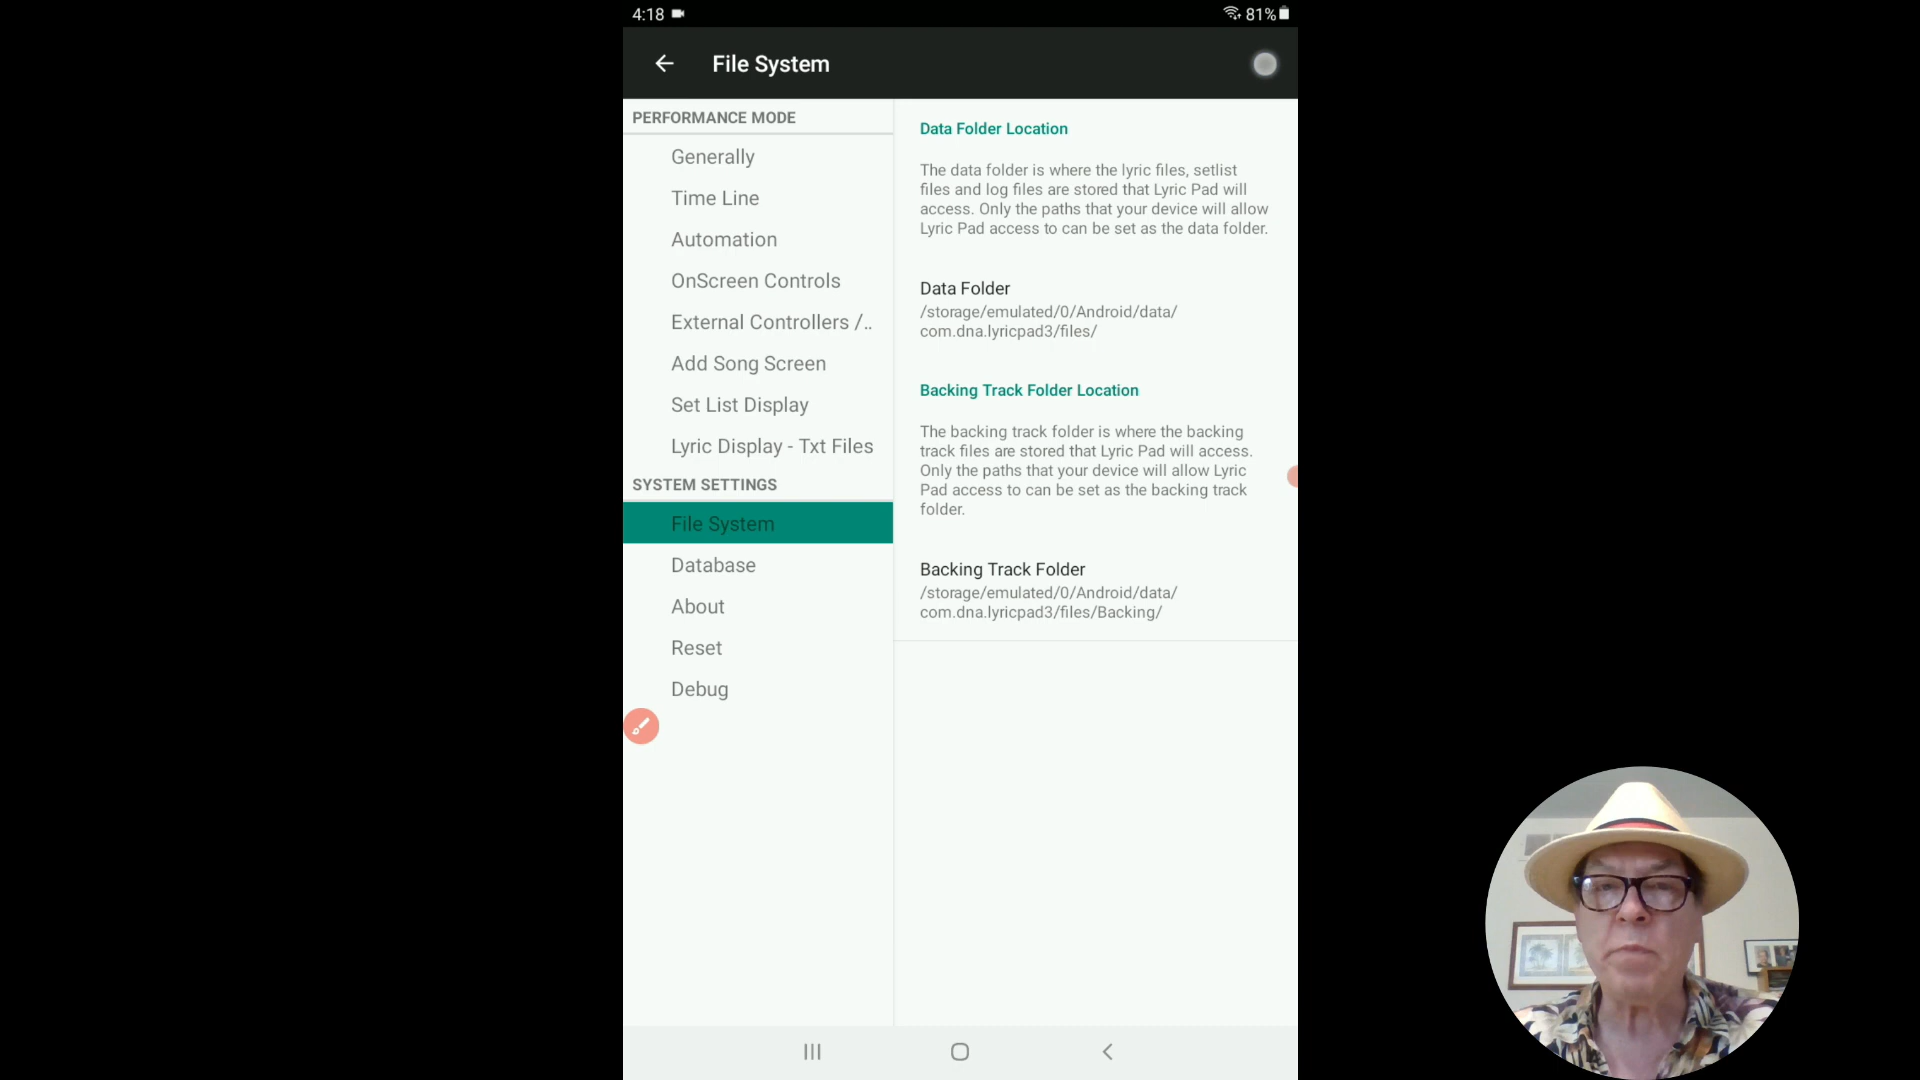 4:18
81%
File System
PERFORMANCE MODE
Generally
Time Line
Automation
OnScreen Controls
External Controllers /..
Add Song Screen
Set List Display
Lyric Display - Txt Files
SYSTEM SETTINGS
File System
Database
About
Reset
Debug
Data Folder Location
The data folder is where the lyric files, setlist
files and log files are stored that Lyric Pad will
access. Only the paths that your device will allow
Lyric Pad access to can be set as the data folder.
Data Folder
/storage/emulated/0/Android/data/
com.dna.lyricpad3/files/
Backing Track Folder Location
The backing track folder is where the backing
track files are stored that Lyric Pad will access.
Only the paths that your device will allow Lyric
Pad access to can be set as the backing track
folder.
Backing Track Folder
/storage/emulated/0/Android/data/
com.dna.lyricpad3/files/Backing/